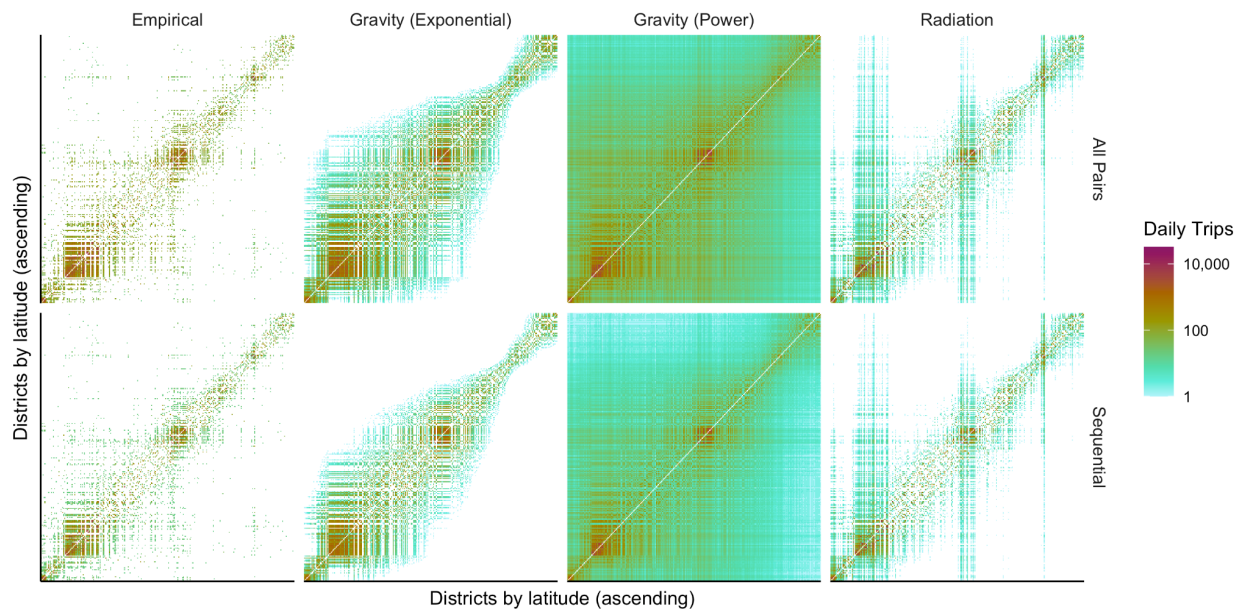 Empirical
Gravity (Exponential)
Gravity (Power)
Radiation
Districts by latitude (ascending)
All Pairs
Sequential
Daily Trips
10,000
100
1
Districts by latitude (ascending)